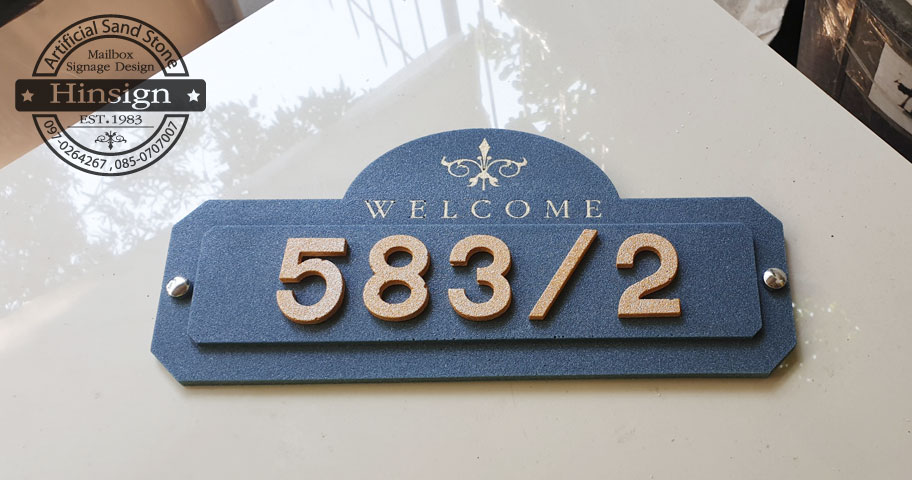 Artificial Sand Stone
Mailbox
Signage Design
Hinsign
EST.1983
097-0264267 , 085-0707007
WELCOME
583/2